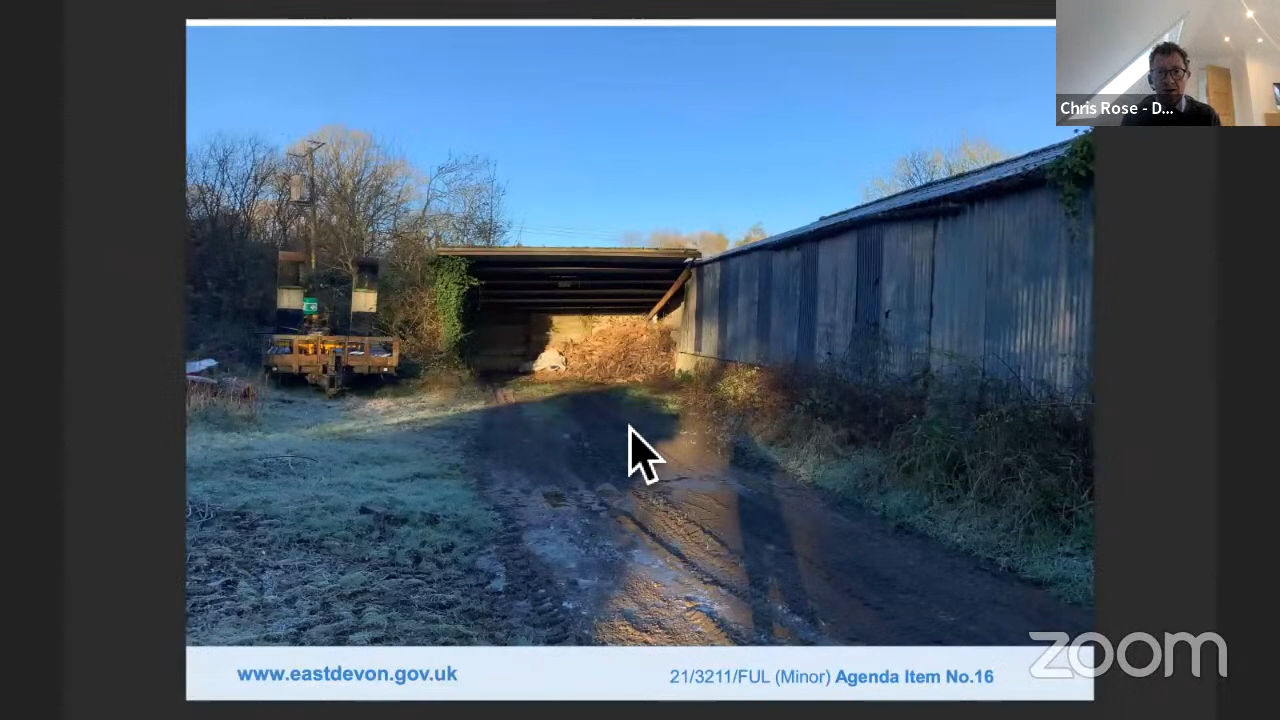 Chris Rose - D...
www.eastdevon.gov.uk
21/3211/FUL (Minor) Agenda Item No.16
zoom